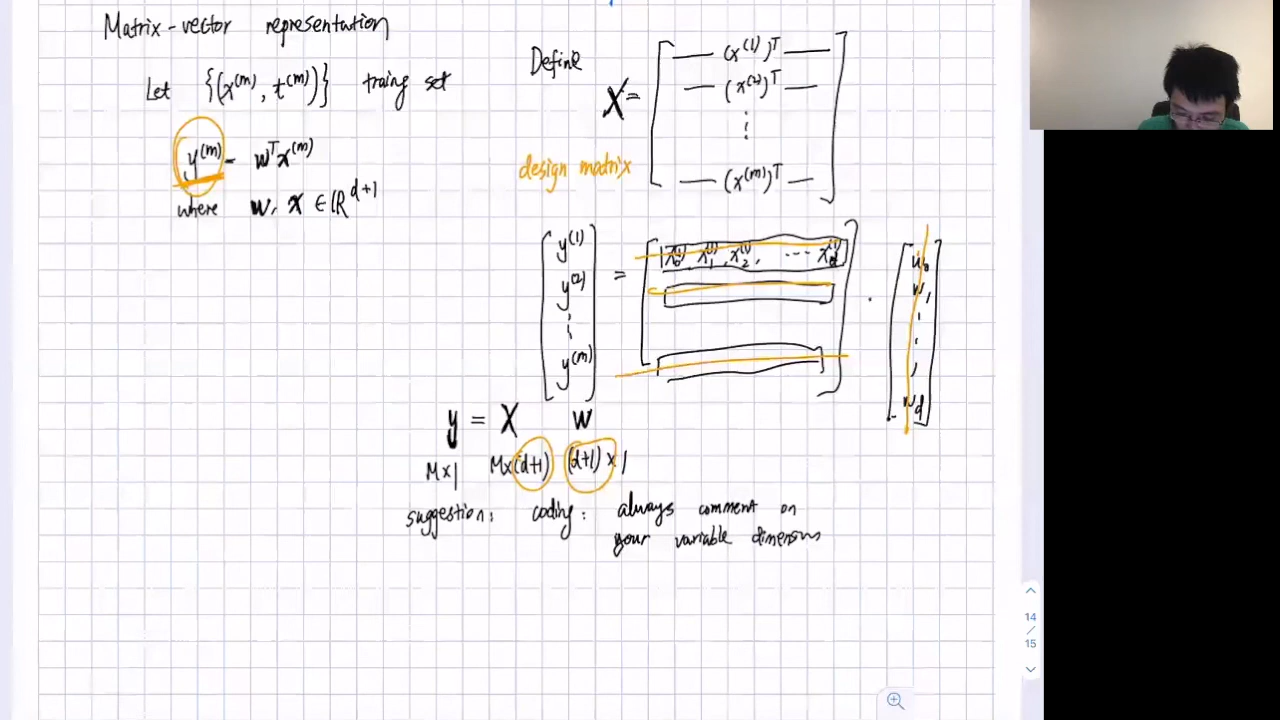 Matrix-vector representation
Let {(x^(m), t^(m))} traing set
y^(m) = w^T x^(m)
where w, x ∈ ℝ^(d+1)
Define X = [ — (x^(1))^T —
— (x^(2))^T —
⋮
— (x^(M))^T — ]
design matrix
[ y^(1)
y^(2)
⋮
y^(M) ] = [ x_0^(1), x_1^(1), x_2^(1), ⋯ x_d^(1) ] · [ w_0
w_1
⋮
w_d ]
y = X w
M×1 M×(d+1) (d+1)×1
suggestion: coding: always comment on
your variable dimensions
14
/
15